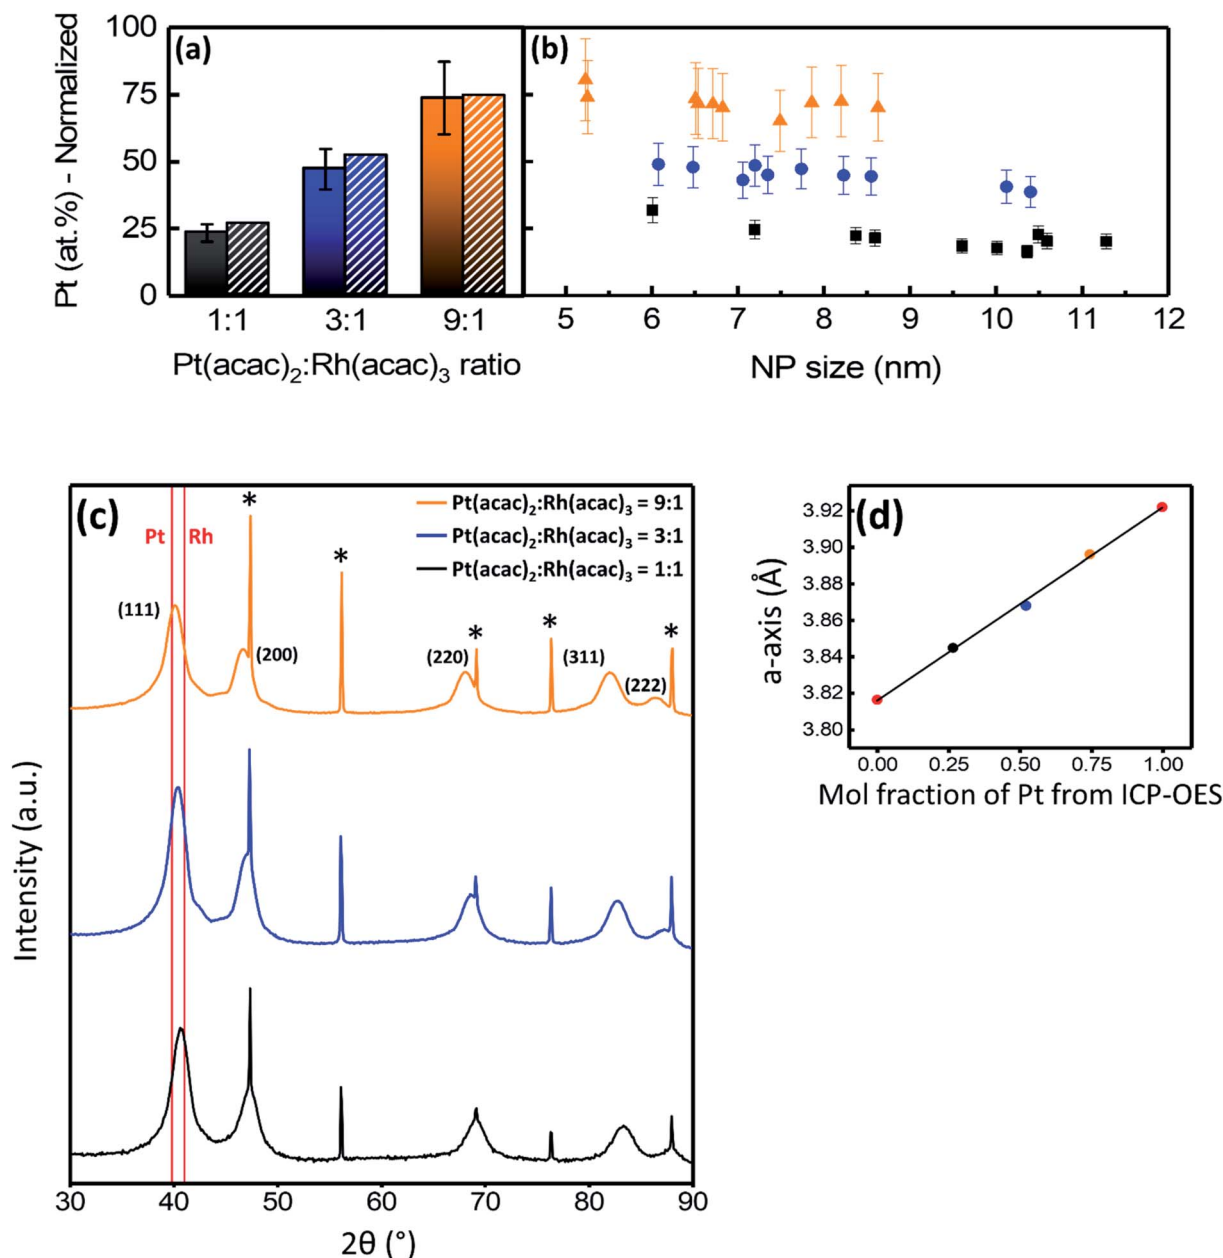 Pt (at.%) - Normalized
100
75
50
25
0
(a)
1:1 3:1 9:1
Pt(acac)₂:Rh(acac)₃ ratio
(b)
5 6 7 8 9 10 11 12
NP size (nm)
(c)
Pt Rh
Pt(acac)₂:Rh(acac)₃ = 9:1
Pt(acac)₂:Rh(acac)₃ = 3:1
Pt(acac)₂:Rh(acac)₃ = 1:1
* * * * *
(111) (200) (220) (311) (222)
Intensity (a.u.)
30 40 50 60 70 80 90
2θ (°)
(d)
a-axis (Å)
3.92
3.90
3.88
3.86
3.84
3.82
3.80
0.00 0.25 0.50 0.75 1.00
Mol fraction of Pt from ICP-OES